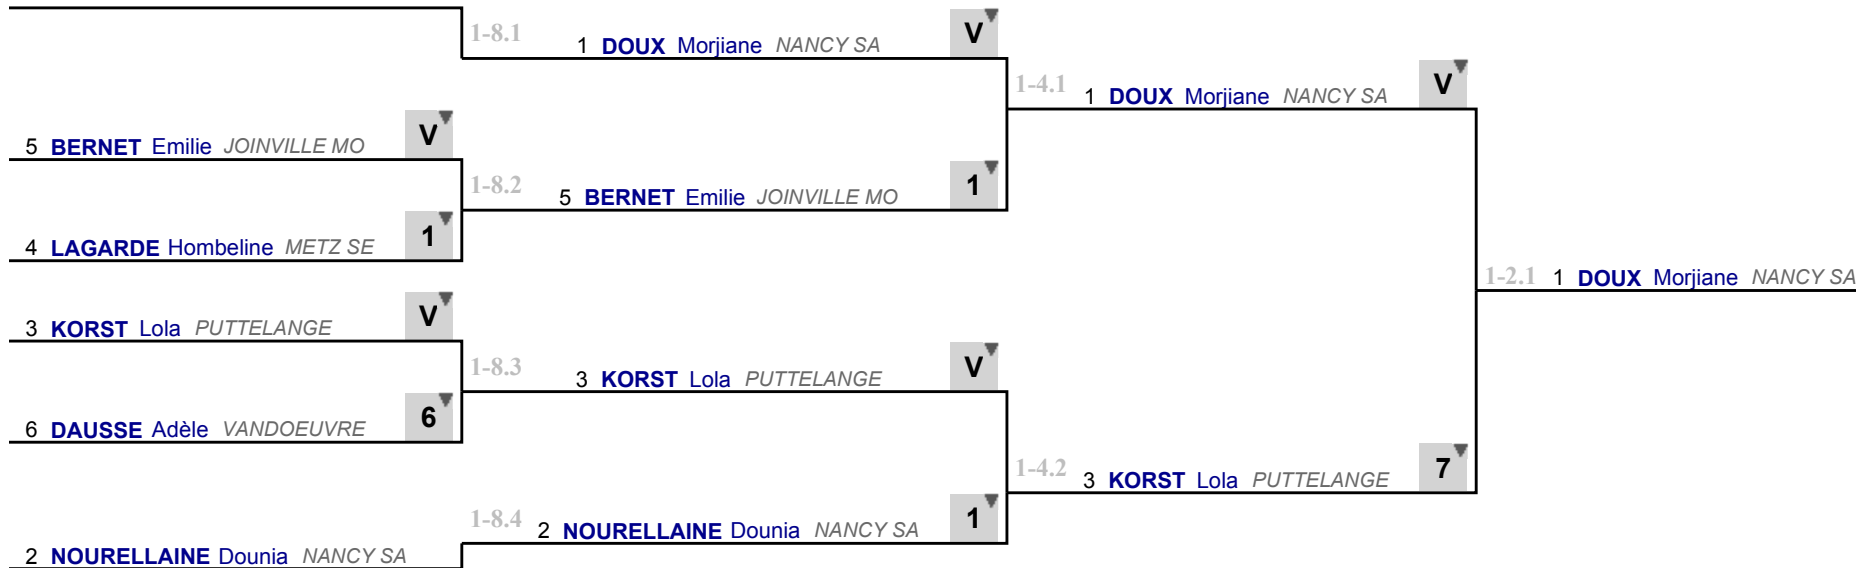 1-8.1
1 DOUX Morjiane NANCY SA V
1-4.1
1 DOUX Morjiane NANCY SA V
5 BERNET Emilie JOINVILLE MO V
1-8.2
5 BERNET Emilie JOINVILLE MO 1
4 LAGARDE Hombeline METZ SE 1
1-2.1
1 DOUX Morjiane NANCY SA
3 KORST Lola PUTTELANGE V
1-8.3
3 KORST Lola PUTTELANGE V
6 DAUSSE Adèle VANDOEUVRE 6
1-4.2
3 KORST Lola PUTTELANGE 7
1-8.4
2 NOURELLAINE Dounia NANCY SA 1
2 NOURELLAINE Dounia NANCY SA